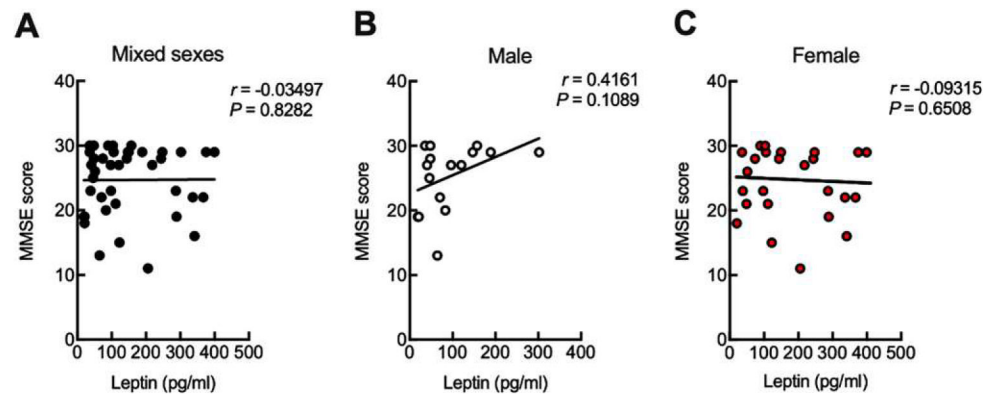 A
Mixed sexes
r = -0.03497
P = 0.8282
40
30
20
10
0
MMSE score
0 100 200 300 400 500
Leptin (pg/ml)
B
Male
r = 0.4161
P = 0.1089
40
30
20
10
0
MMSE score
0 100 200 300 400
Leptin (pg/ml)
C
Female
r = -0.09315
P = 0.6508
40
30
20
10
0
MMSE score
0 100 200 300 400 500
Leptin (pg/ml)